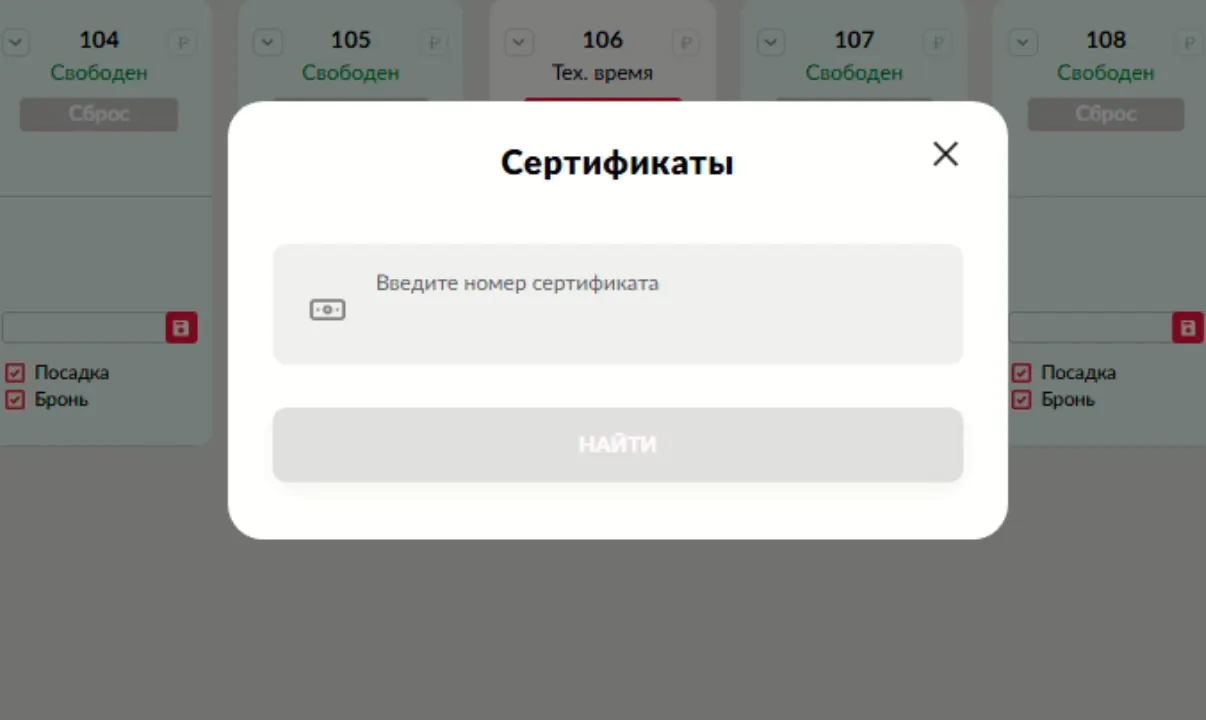 104
Свободен
Сброс
105
Свободен
106
Тех. время
107
Свободен
108
Свободен
Сброс
Сертификаты
Введите номер сертификата
НАЙТИ
Посадка
Бронь
Посадка
Бронь